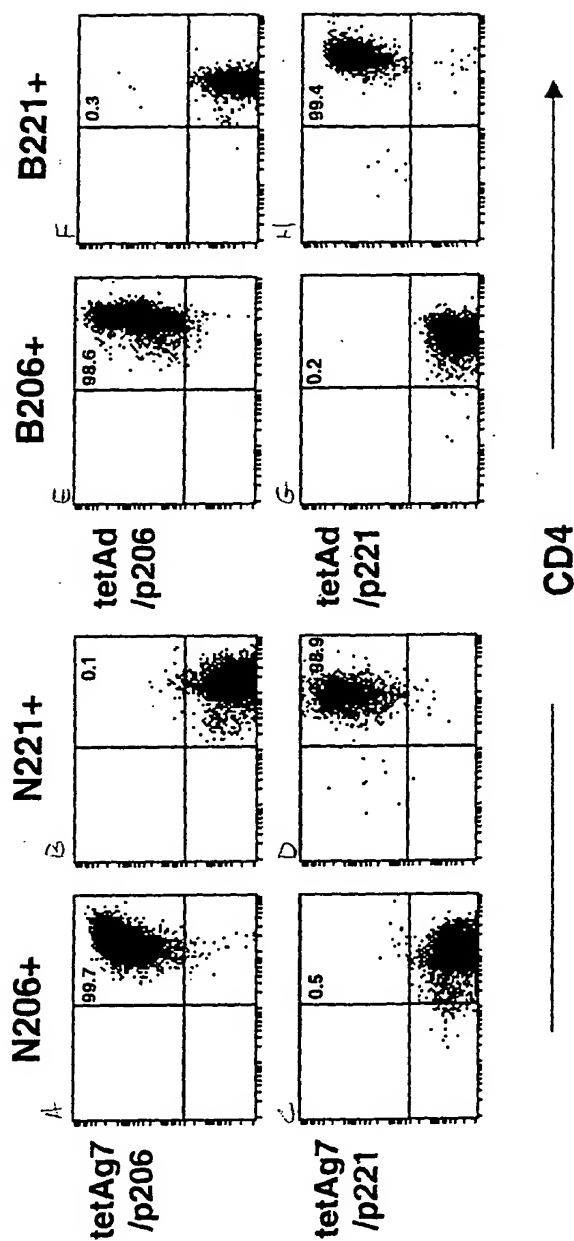 N206+
N221+
B206+
B221+
tetAg7
/p206
A
99.7
B
0.1
tetAd
/p206
E
98.6
F
0.3
tetAg7
/p221
C
0.5
D
98.9
tetAd
/p221
G
0.2
H
99.4
CD4